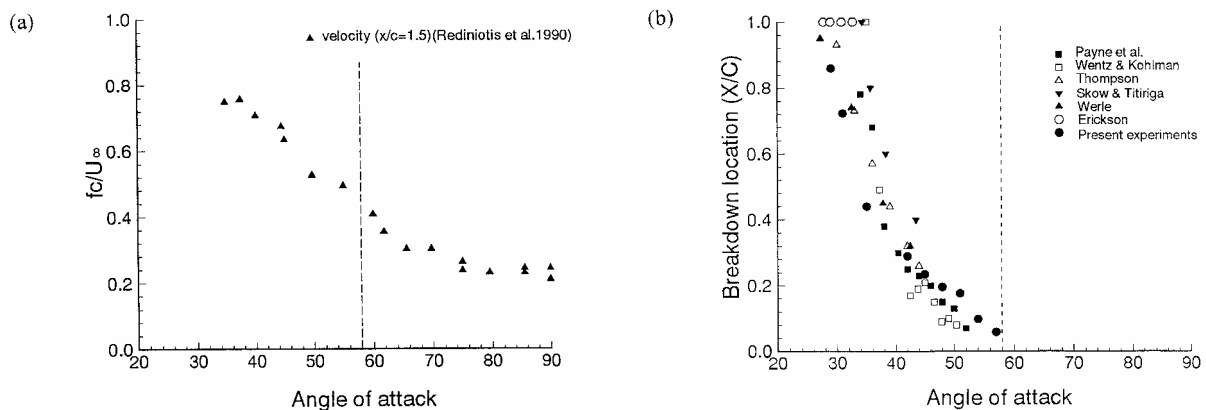 (a)
▲ velocity (x/c=1.5)(Rediniotis et al.1990)
1.0
0.8
0.6
0.4
0.2
0.0
fc/U∞
20 30 40 50 60 70 80 90
Angle of attack
(b)
■ Payne et al.
□ Wentz & Kohlman
△ Thompson
▼ Skow & Titiriga
▲ Werle
○ Erickson
● Present experiments
1.0
0.8
0.6
0.4
0.2
0.0
Breakdown location (X/C)
20 30 40 50 60 70 80 90
Angle of attack